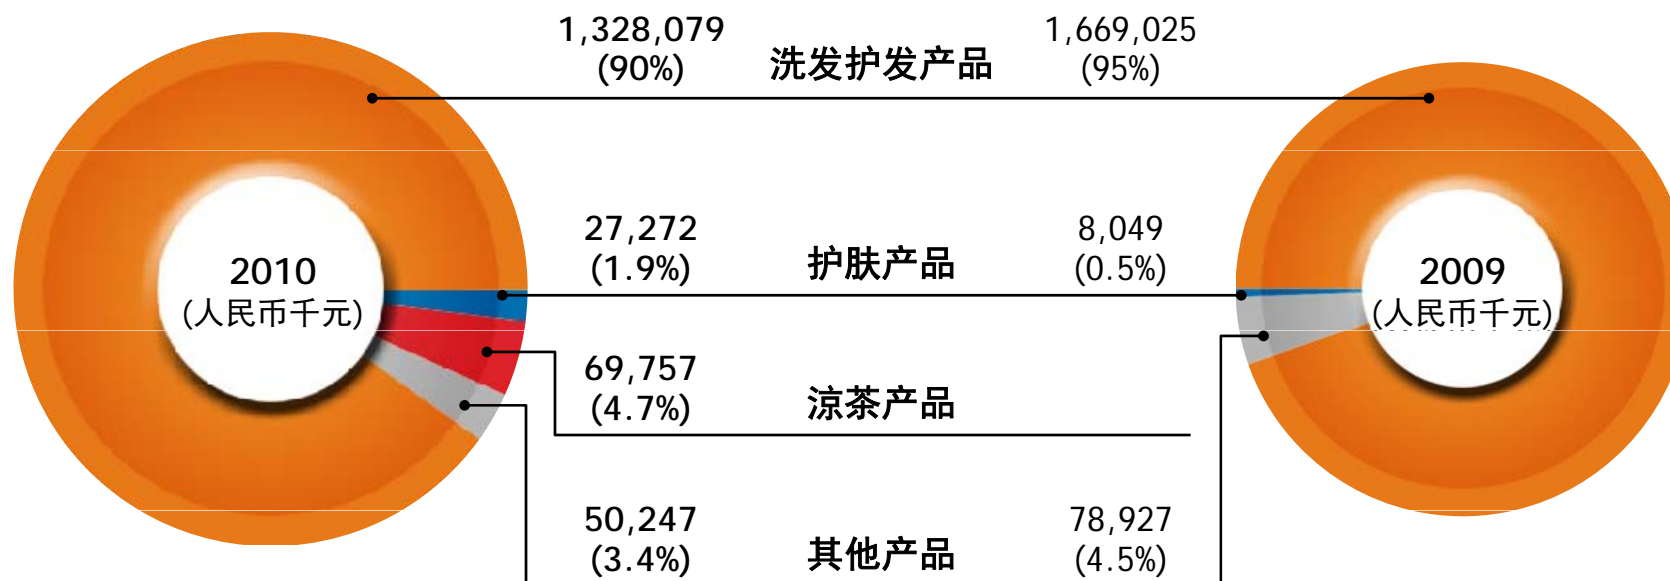 1,328,079
(90%)
洗发护发产品
1,669,025
(95%)
27,272
(1.9%)
护肤产品
8,049
(0.5%)
2010
(人民币千元)
2009
(人民币千元)
69,757
(4.7%)
涼茶产品
50,247
(3.4%)
其他产品
78,927
(4.5%)